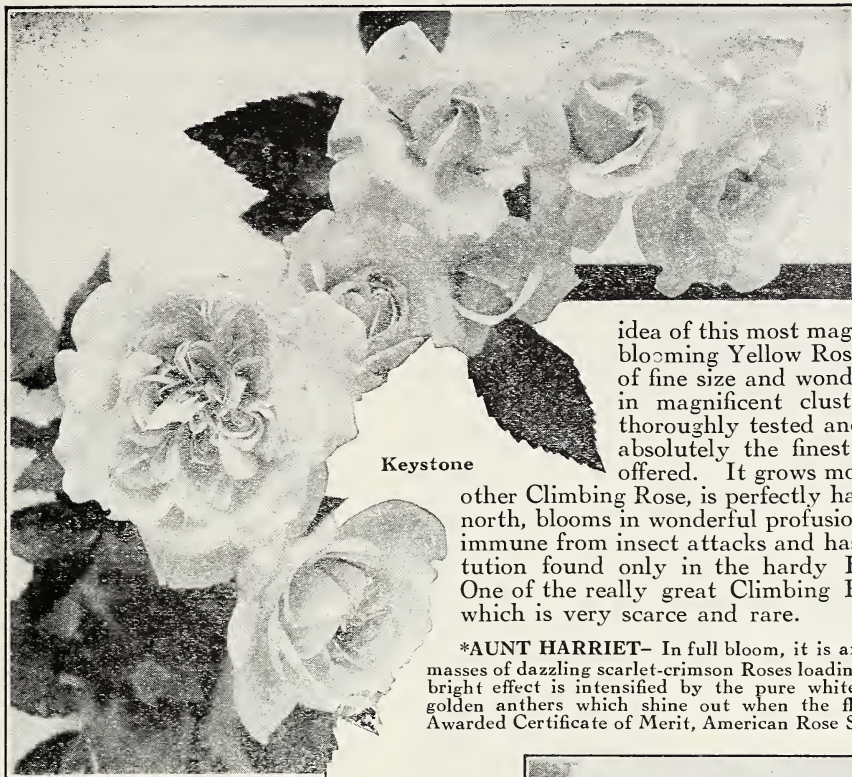 idea of this most mag
blooming Yellow Ros
of fine size and wond
in magnificent clust
thoroughly tested an
absolutely the finest
offered. It grows mo
Keystone
other Climbing Rose, is perfectly ha
north, blooms in wonderful profusio
immune from insect attacks and ha
tution found only in the hardy
One of the really great Climbing
which is very scarce and rare.
*AUNT HARRIET– In full bloom, it is a
masses of dazzling scarlet-crimson Roses loadin
bright effect is intensified by the pure white
golden anthers which shine out when the fl
Awarded Certificate of Merit, American Rose S